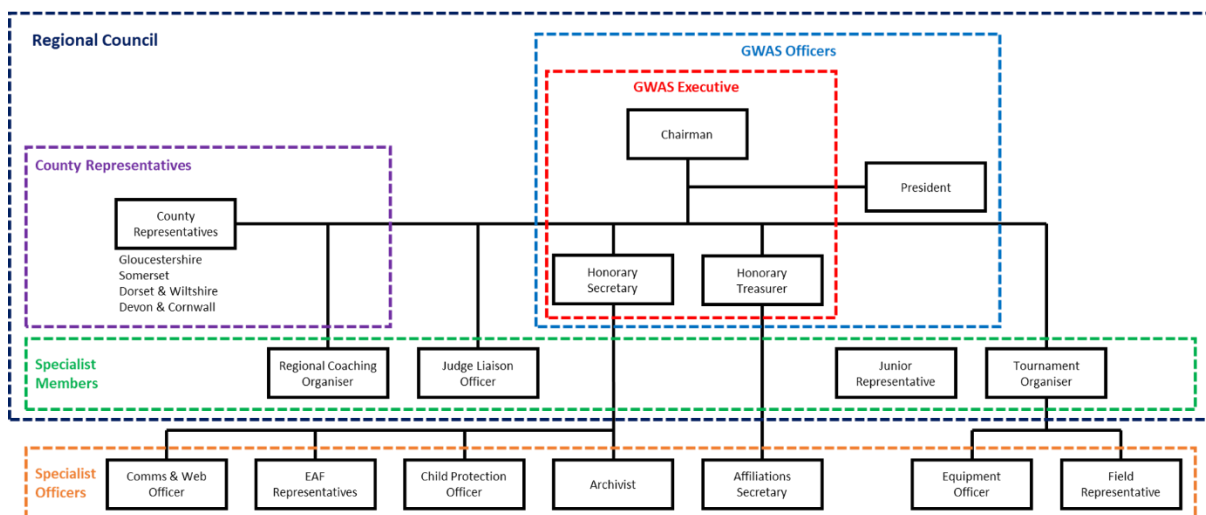 Regional Council
GWAS Officers
GWAS Executive
Chairman
County Representatives
President
County
Representatives
Gloucestershire
Somerset
Dorset & Wiltshire
Devon & Cornwall
Honorary
Secretary
Honorary
Treasurer
Specialist
Members
Regional Coaching
Organiser
Judge Liaison
Officer
Junior
Representative
Tournament
Organiser
Specialist
Officers
Comms & Web
Officer
EAF
Representatives
Child Protection
Officer
Archivist
Affiliations
Secretary
Equipment
Officer
Field
Representative